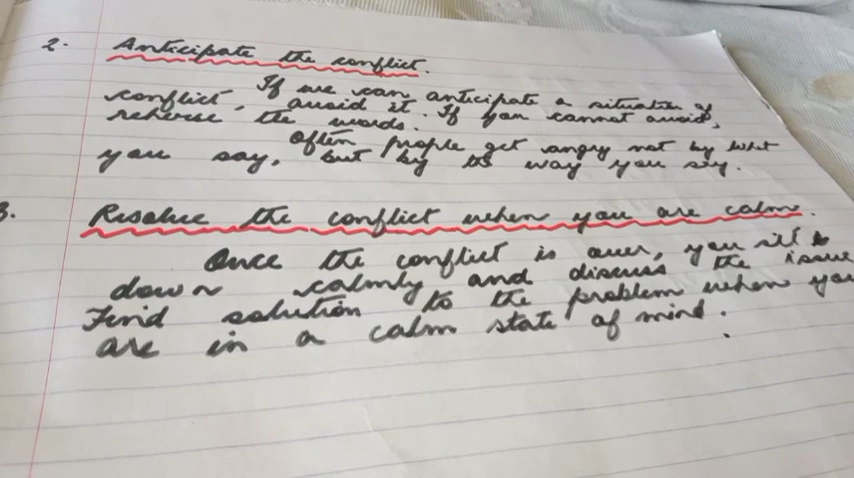 2. Anticipate the conflict.
If we can anticipate a situation of
conflict, avoid it. If you cannot avoid,
reherse the words.
Often people get angry not by what
you say, but by the way you say.
3. Resolve the conflict when you are calm.
Once the conflict is over, you sit
down calmly and discuss the issue
Find solution to the problem when you
are in a calm state of mind.